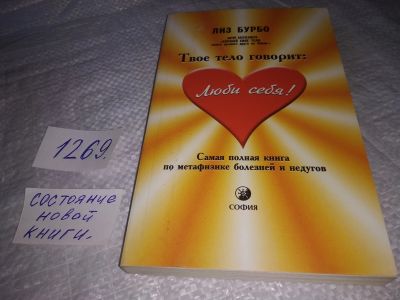 ЛИЗ БУРБО
Твое тело говорит:
Люби себя!
Самая полная книга
по метафизике болезней и недугов
СОФИЯ
1269.
состояние
новой
книги.